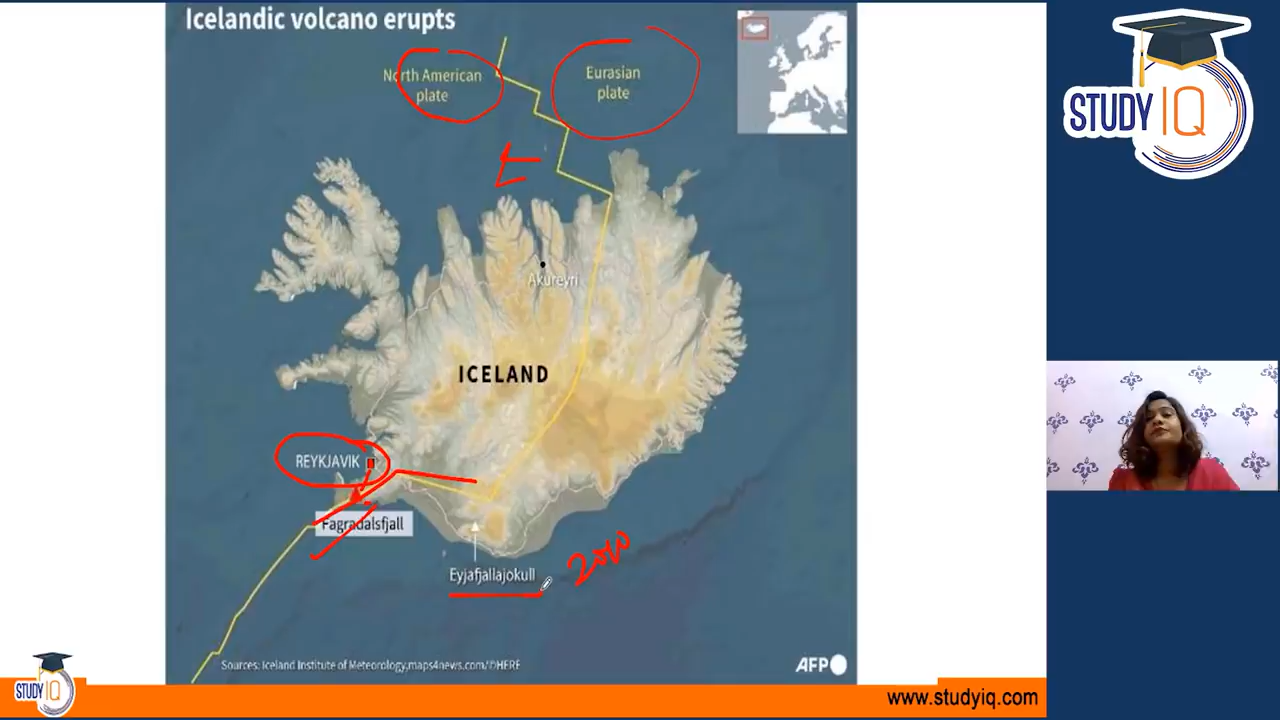 Icelandic volcano erupts
North American
plate
Eurasian
plate
STUDY IQ
Akureyri
ICELAND
REYKJAVIK
Fagradalsfjall
2010
Eyjafjallajokull
Sources: Iceland Institute of Meteorology,maps4news.com/©HERE
AFP
STUDY IQ
www.studyiq.com